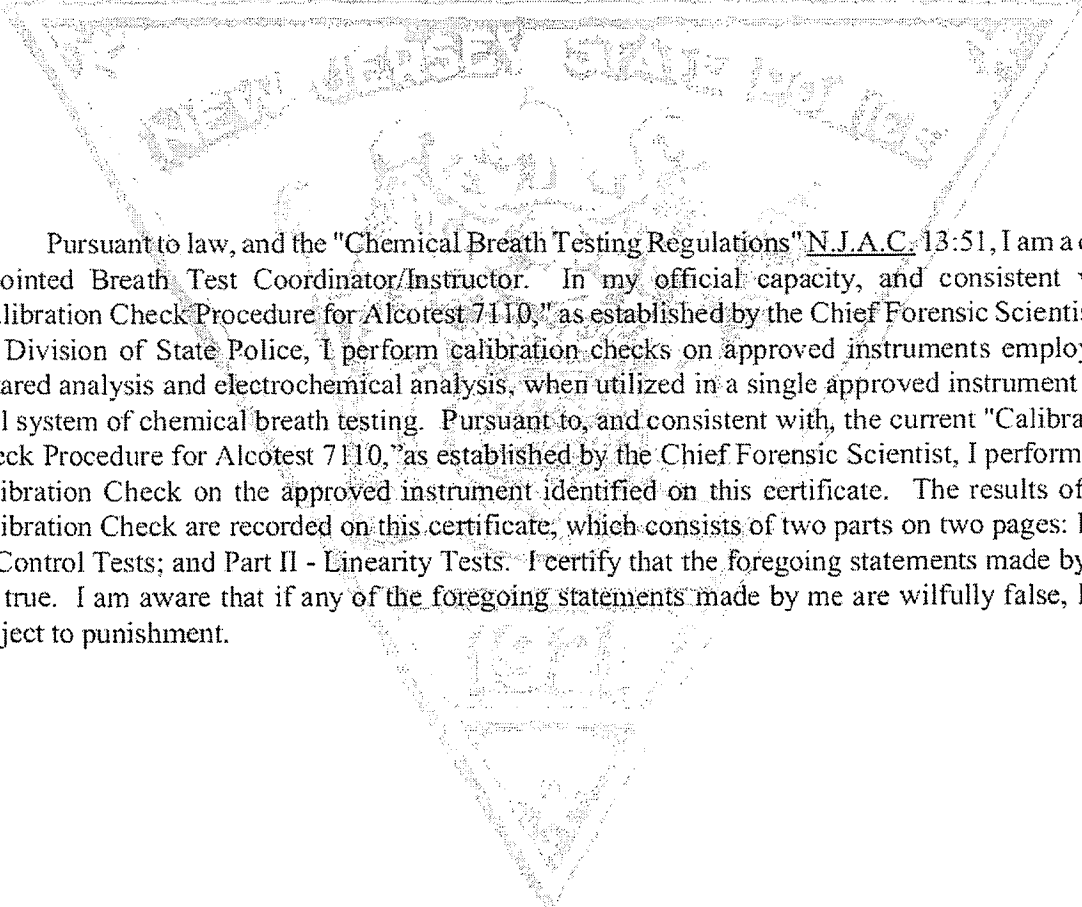 NEW JERSEY STATE POLICE
Pursuant to law, and the "Chemical Breath Testing Regulations" N.J.A.C. 13:51, I am a
ointed Breath Test Coordinator/Instructor. In my official capacity, and consistent
libration Check Procedure for Alcotest 7110," as established by the Chief Forensic Scientis
Division of State Police, I perform calibration checks on approved instruments employ
ared analysis and electrochemical analysis, when utilized in a single approved instrument
l system of chemical breath testing. Pursuant to, and consistent with, the current "Calibra
eck Procedure for Alcotest 7110,"as established by the Chief Forensic Scientist, I perform
ibration Check on the approved instrument identified on this certificate. The results of
ibration Check are recorded on this certificate, which consists of two parts on two pages:
Control Tests; and Part II - Linearity Tests. I certify that the foregoing statements made by
true. I am aware that if any of the foregoing statements made by me are wilfully false, I
ject to punishment.
1921